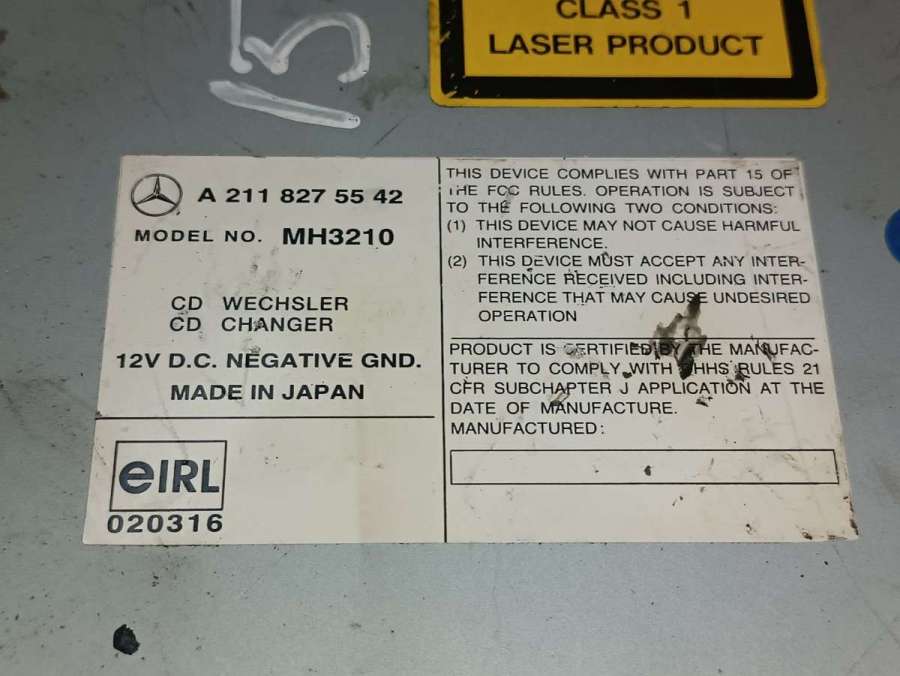 15
CLASS 1
LASER PRODUCT
A 211 827 55 42
MODEL NO. MH3210
CD WECHSLER
CD CHANGER
12V D.C. NEGATIVE GND.
MADE IN JAPAN
eIRL
020316
THIS DEVICE COMPLIES WITH PART 15 OF
THE FCC RULES. OPERATION IS SUBJECT
TO THE FOLLOWING TWO CONDITIONS:
(1) THIS DEVICE MAY NOT CAUSE HARMFUL
INTERFERENCE.
(2) THIS DEVICE MUST ACCEPT ANY INTER-
FERENCE RECEIVED INCLUDING INTER-
FERENCE THAT MAY CAUSE UNDESIRED
OPERATION
PRODUCT IS CERTIFIED BY THE MANUFAC-
TURER TO COMPLY WITH HHS RULES 21
CFR SUBCHAPTER J APPLICATION AT THE
DATE OF MANUFACTURE.
MANUFACTURED: